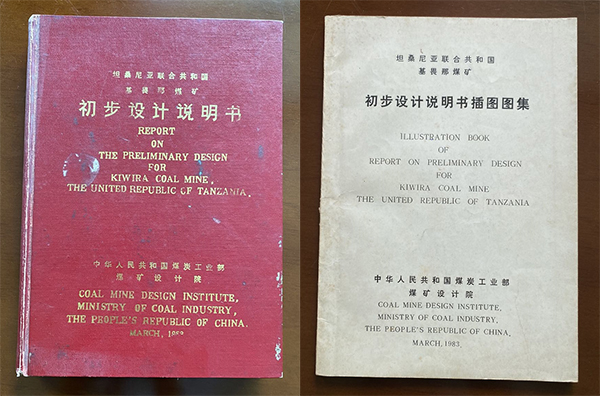 坦桑尼亚联合共和国
基畏那煤矿
初步设计说明书
REPORT
ON
THE PRELIMINARY DESIGN
FOR
KIWIRA COAL MINE,
THE UNITED REPUBLIC OF TANZANIA.
中华人民共和国煤炭工业部
煤矿设计院
COAL MINE DESIGN INSTITUTE,
MINISTRY OF COAL INDUSTRY,
THE PEOPLE'S REPUBLIC OF CHINA.
MARCH,
坦桑尼亚联合共和国
基畏那煤矿
初步设计说明书插图图集
ILLUSTRATION BOOK
OF
REPORT ON PRELIMINARY DESIGN
FOR
KIWIRA COAL MINE
THE UNITED REPUBLIC OF TANZANIA
中华人民共和国煤炭工业部
煤矿设计院
COAL MINE DESIGN INSTITUTE,
MINISTRY OF COAL INDUSTRY,
THE PEOPLE'S REPUBLIC OF CHINA.
MARCH, 1983.